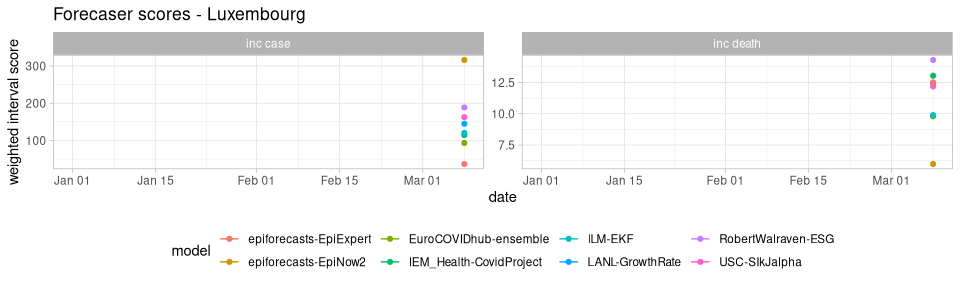 Forecaser scores - Luxembourg
inc case
inc death
weighted interval score
300
200
100
12.5
10.0
7.5
Jan 01
Jan 15
Feb 01
Feb 15
Mar 01
Jan 01
Jan 15
Feb 01
Feb 15
Mar 01
date
model
epiforecasts-EpiExpert
EuroCOVIDhub-ensemble
ILM-EKF
RobertWalraven-ESG
epiforecasts-EpiNow2
IEM_Health-CovidProject
LANL-GrowthRate
USC-SIkJalpha